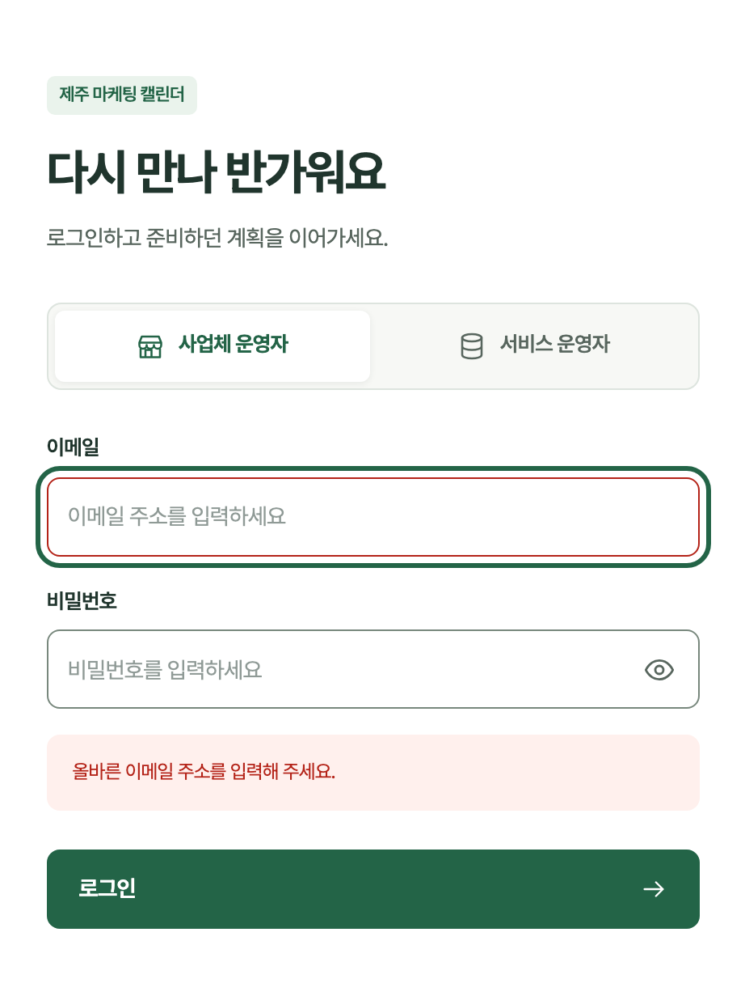 제주 마케팅 캘린더
다시 만나 반가워요
로그인하고 준비하던 계획을 이어가세요.
사업체 운영자
서비스 운영자
이메일
이메일 주소를 입력하세요
비밀번호
비밀번호를 입력하세요
올바른 이메일 주소를 입력해 주세요.
로그인